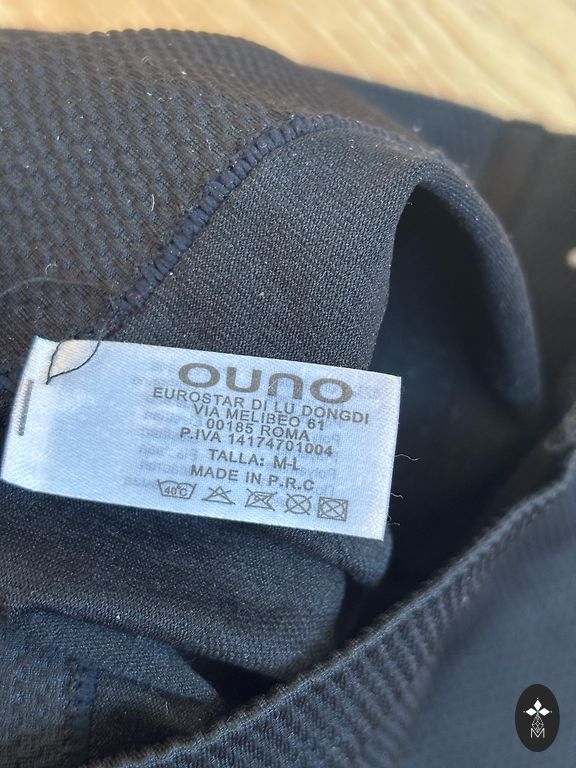 OUNO
EUROSTAR DI LU DONGDI
VIA MELIBEO 61
00185 ROMA
P.IVA 14174701004
TALLA: M-L
MADE IN P.R.C
40°C
M